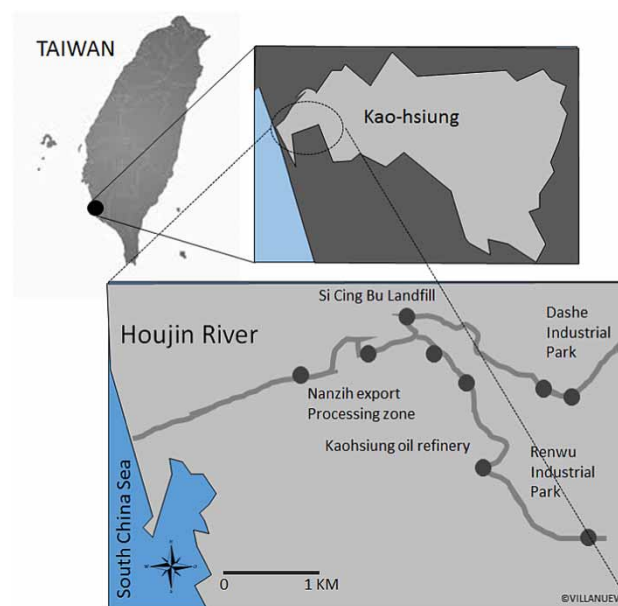 TAIWAN
Kao-hsiung
Si Cing Bu Landfill
Houjin River
Dashe
Industrial
Park
Nanzih export
Processing zone
Kaohsiung oil refinery
Renwu
Industrial
Park
South China Sea
0 1 KM
©VILLANUEV